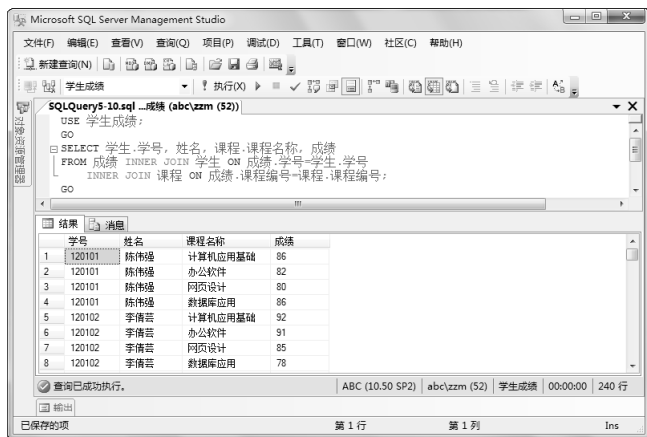 Microsoft SQL Server Management Studio
文件(F) 编辑(E) 查看(V) 查询(Q) 项目(P) 调试(D) 工具(T) 窗口(W) 社区(C) 帮助(H)
新建查询(N)
学生成绩 执行(X)
SQLQuery5-10.sql ...成绩 (abc\zzm (52))
对象资源管理器
USE 学生成绩;
GO
SELECT 学生.学号, 姓名, 课程.课程名称, 成绩
FROM 成绩 INNER JOIN 学生 ON 成绩.学号=学生.学号
INNER JOIN 课程 ON 成绩.课程编号=课程.课程编号;
GO
结果 消息
学号 姓名 课程名称 成绩
1 120101 陈伟强 计算机应用基础 86
2 120101 陈伟强 办公软件 82
3 120101 陈伟强 网页设计 80
4 120101 陈伟强 数据库应用 86
5 120102 李倩芸 计算机应用基础 92
6 120102 李倩芸 办公软件 91
7 120102 李倩芸 网页设计 85
8 120102 李倩芸 数据库应用 78
查询已成功执行。 ABC (10.50 SP2) abc\zzm (52) 学生成绩 00:00:00 240 行
输出
已保存的项 第 1 行 第 1 列 Ins